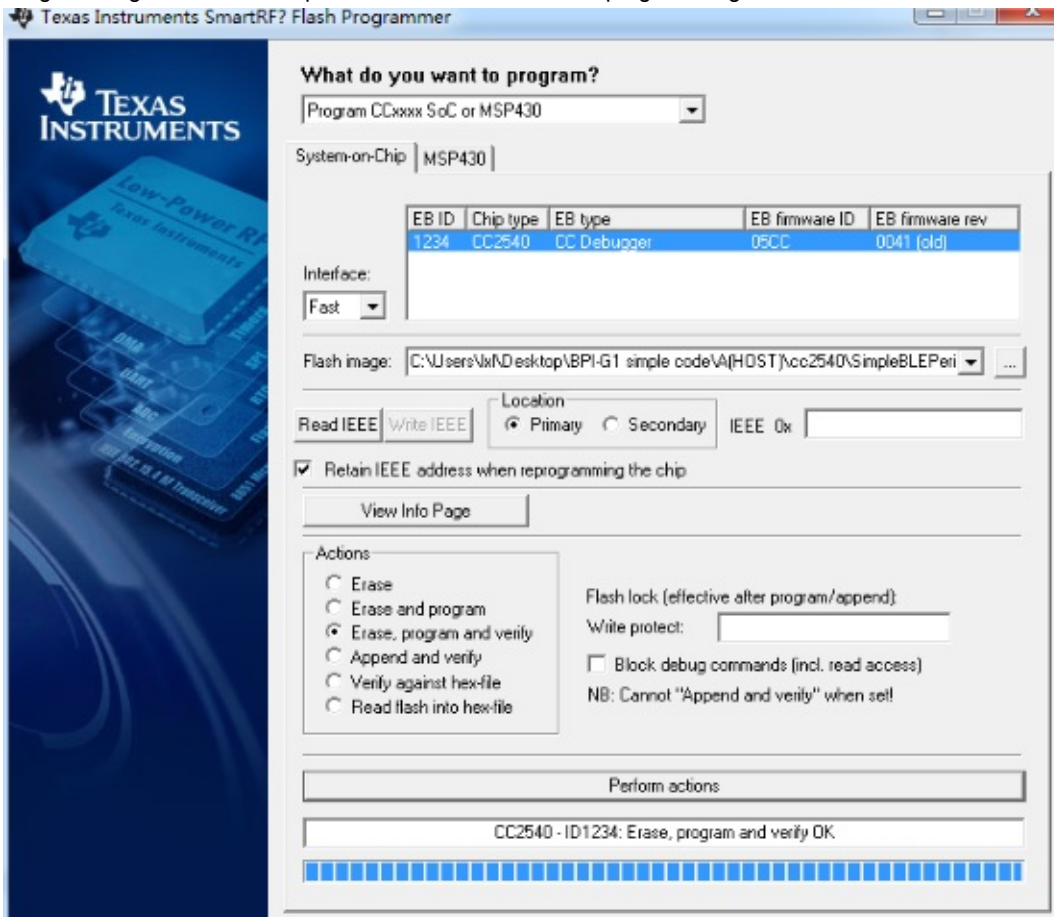 Texas Instruments SmartRF? Flash Programmer
TEXAS
INSTRUMENTS
Low-Power RF
Texas Instruments
What do you want to program?
Program CCxxxx SoC or MSP430
System-on-Chip MSP430
EB ID Chip type EB type EB firmware ID EB firmware rev
1234 CC2540 CC Debugger 05CC 0041 (old)
Interface:
Fast
Flash image: C:\Users\lxl\Desktop\BPI-G1 simple code\A(HOST)\cc2540\SimpleBLEPeri ...
Location
Read IEEE Write IEEE Primary Secondary IEEE 0x
Retain IEEE address when reprogramming the chip
View Info Page
Actions
Erase
Erase and program
Erase, program and verify
Append and verify
Verify against hex-file
Read flash into hex-file
Flash lock (effective after program/append):
Write protect:
Block debug commands (incl. read access)
NB: Cannot "Append and verify" when set!
Perform actions
CC2540 - ID1234: Erase, program and verify OK